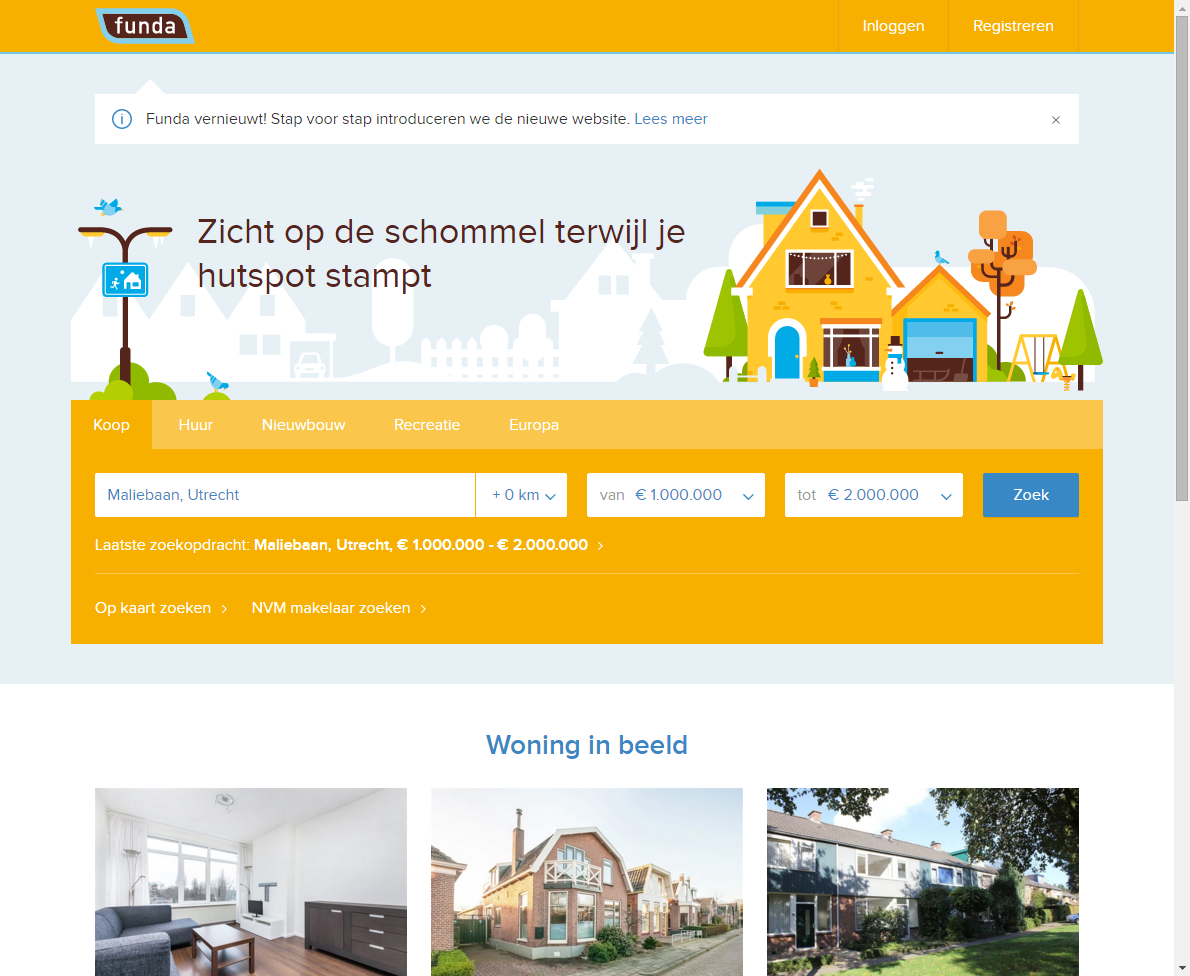 funda
Inloggen
Registreren
Funda vernieuwt! Stap voor stap introduceren we de nieuwe website. Lees meer
Zicht op de schommel terwijl je
hutspot stampt
Koop
Huur
Nieuwbouw
Recreatie
Europa
Maliebaan, Utrecht
+ 0 km
van € 1.000.000
tot € 2.000.000
Zoek
Laatste zoekopdracht: Maliebaan, Utrecht, € 1.000.000 - € 2.000.000
Op kaart zoeken
NVM makelaar zoeken
Woning in beeld